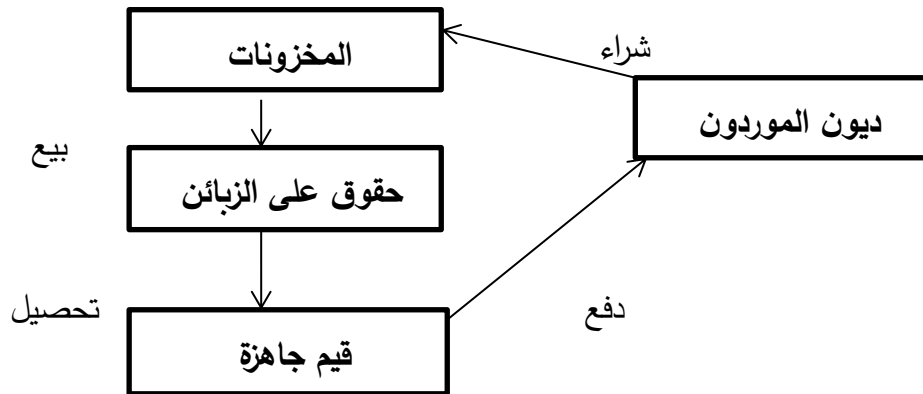 المخزونات
شراء
ديون الموردون
بيع
حقوق على الزبائن
تحصيل
دفع
قيم جاهزة